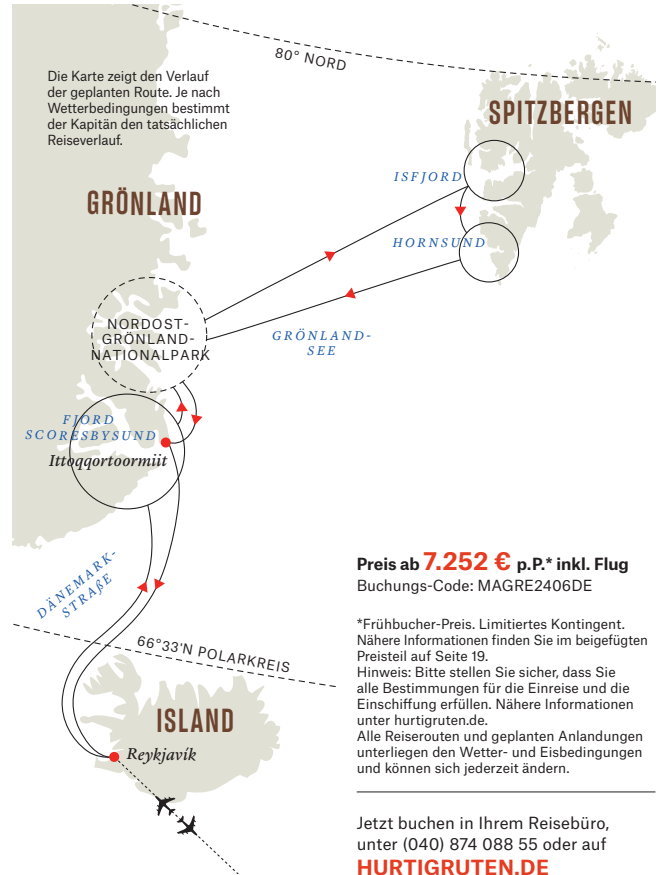 80° NORD
Die Karte zeigt den Verlauf
der geplanten Route. Je nach
Wetterbedingungen bestimmt
der Kapitän den tatsächlichen
Reiseverlauf.
SPITZBERGEN
ISFJORD
GRÖNLAND
HORNSUND
NORDOST-
GRÖNLAND-
NATIONALPARK
GRÖNLAND-
SEE
FJORD
SCORESBYSUND
Ittoqqortoormiit
DÄNEMARK-
STRAßE
66°33'N POLARKREIS
ISLAND
Reykjavík
Preis ab 7.252 € p.P.* inkl. Flug
Buchungs-Code: MAGRE2406DE
*Frühbucher-Preis. Limitiertes Kontingent.
Nähere Informationen finden Sie im beigefügten
Preisteil auf Seite 19.
Hinweis: Bitte stellen Sie sicher, dass Sie
alle Bestimmungen für die Einreise und die
Einschiffung erfüllen. Nähere Informationen
unter hurtigruten.de.
Alle Reiserouten und geplanten Anlandungen
unterliegen den Wetter- und Eisbedingungen
und können sich jederzeit ändern.
Jetzt buchen in Ihrem Reisebüro,
unter (040) 874 088 55 oder auf
HURTIGRUTEN.DE